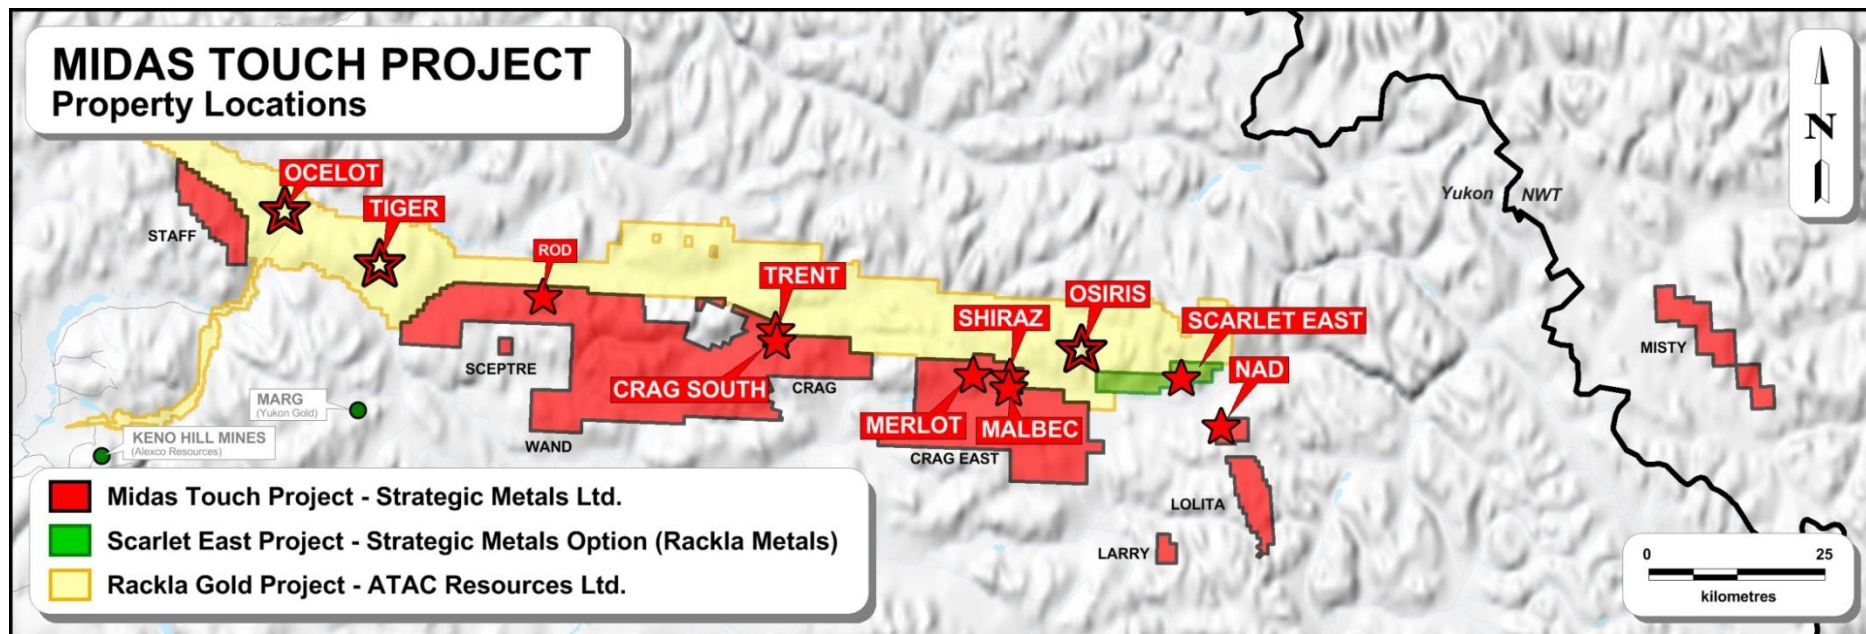 MIDAS TOUCH PROJECT
Property Locations
N
OCELOT
TIGER
STAFF
ROD
TRENT
OSIRIS
SHIRAZ
SCARLET EAST
Yukon NWT
MISTY
SCEPTRE
CRAG SOUTH
CRAG
NAD
MARG
(Yukon Gold)
MERLOT
MALBEC
KENO HILL MINES
(Alexco Resources)
WAND
CRAG EAST
LOLITA
LARRY
Midas Touch Project - Strategic Metals Ltd.
Scarlet East Project - Strategic Metals Option (Rackla Metals)
Rackla Gold Project - ATAC Resources Ltd.
0 25
kilometres